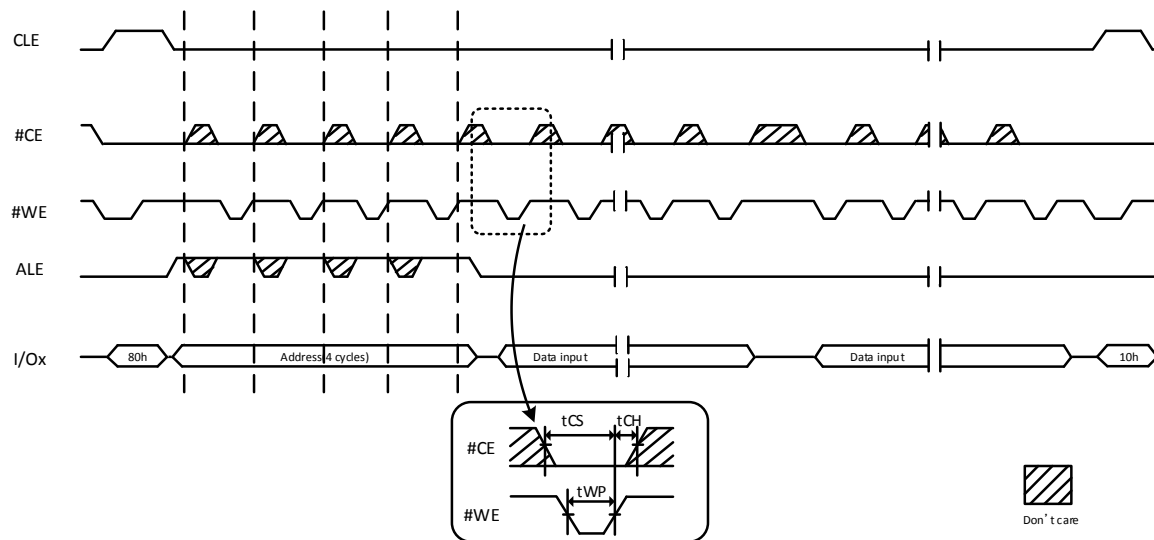 CLE
#CE
#WE
ALE
I/Ox
80h
Address(4 cycles)
Data input
Data input
10h
tCS
tCH
#CE
tWP
#WE
Don't care